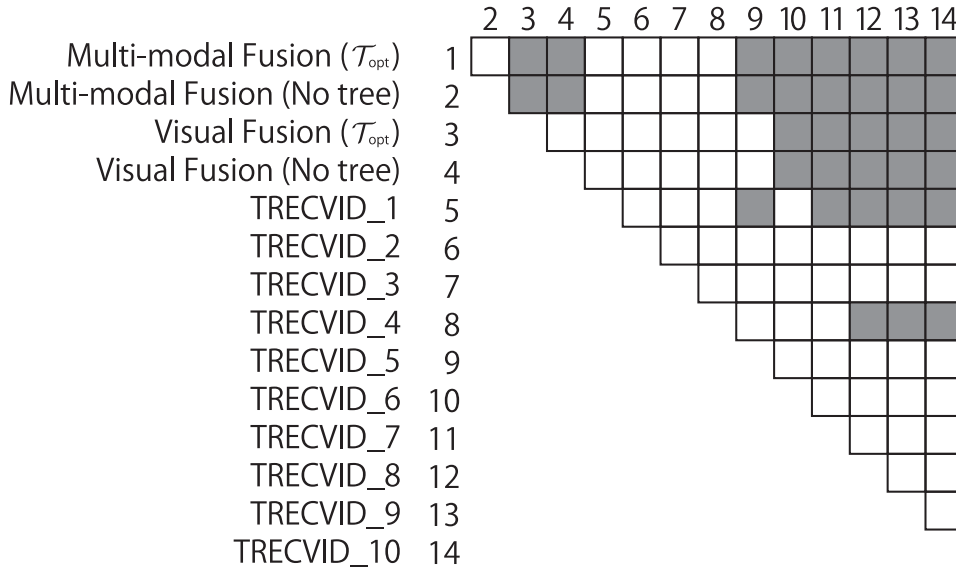 2 3 4 5 6 7 8 9 10 11 12 13 14
Multi-modal Fusion (𝒯opt) 1
Multi-modal Fusion (No tree) 2
Visual Fusion (𝒯opt) 3
Visual Fusion (No tree) 4
TRECVID_1 5
TRECVID_2 6
TRECVID_3 7
TRECVID_4 8
TRECVID_5 9
TRECVID_6 10
TRECVID_7 11
TRECVID_8 12
TRECVID_9 13
TRECVID_10 14